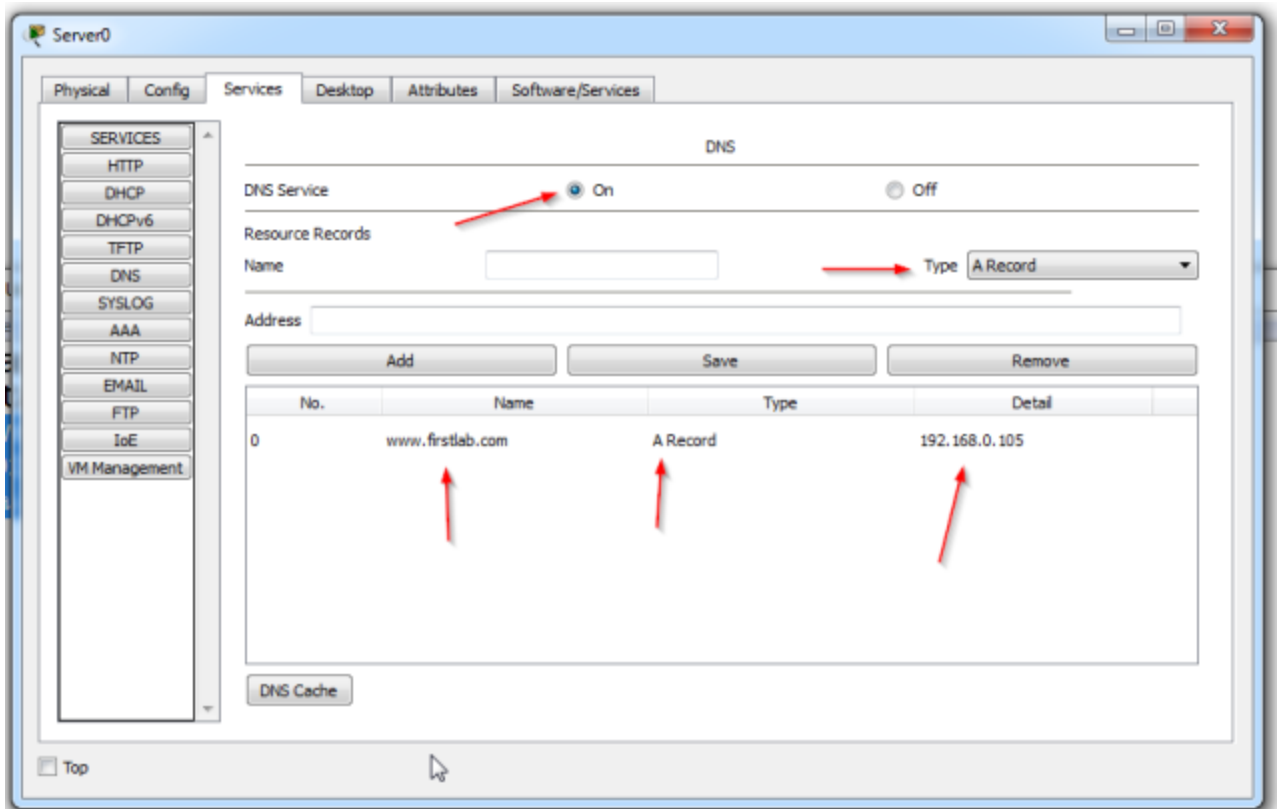 Server0
Physical Config Services Desktop Attributes Software/Services
SERVICES
HTTP
DHCP
DHCPv6
TFTP
DNS
SYSLOG
AAA
NTP
EMAIL
FTP
IoE
VM Management
DNS
DNS Service On Off
Resource Records
Name Type A Record
Address
Add Save Remove
No. Name Type Detail
0 www.firstlab.com A Record 192.168.0.105
DNS Cache
Top